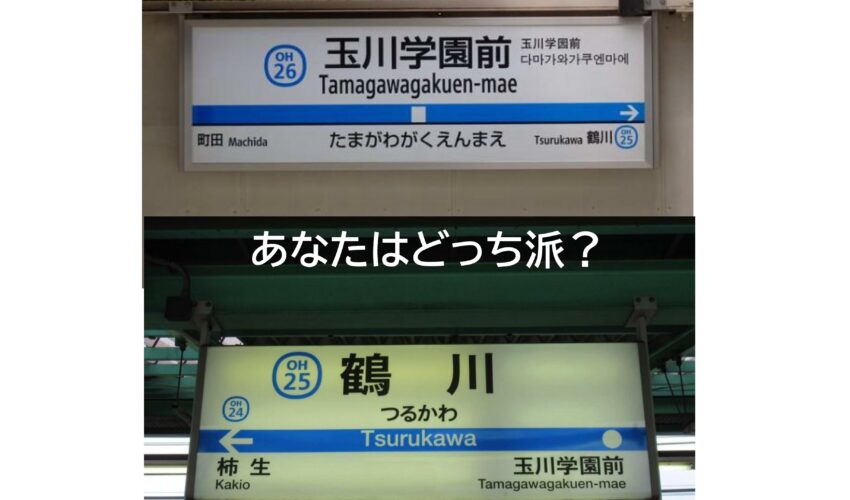 OH
26
玉川学園前
玉川学園前
다마가와가쿠엔마에
Tamagawagakuen-mae
町田 Machida
たまがわがくえんまえ
Tsurukawa 鶴川 OH 25
あなたはどっち派？
OH
25
鶴 川
つるかわ
OH
24
Tsurukawa
柿 生
Kakio
玉川学園前
Tamagawagakuen-mae